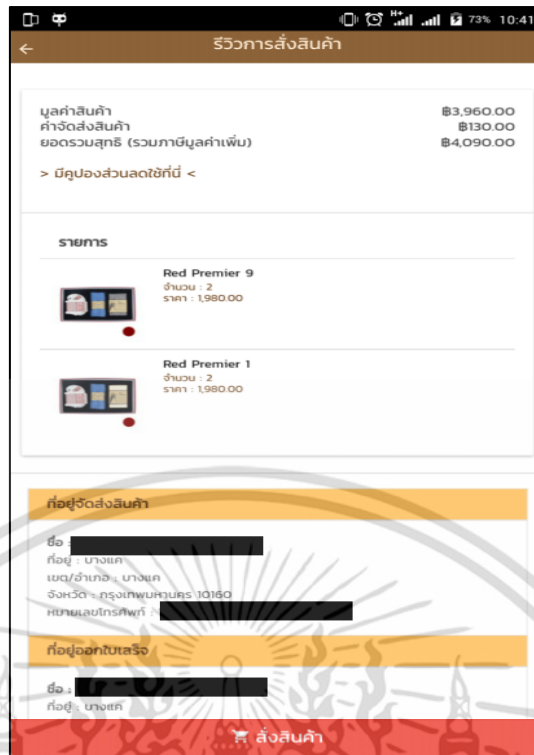 73% 10:41
รีวิวการสั่งสินค้า
มูลค่าสินค้า ฿3,960.00
ค่าจัดส่งสินค้า ฿130.00
ยอดรวมสุทธิ (รวมภาษีมูลค่าเพิ่ม) ฿4,090.00
> มีคูปองส่วนลดใช้ที่นี่ <
รายการ
Red Premier 9
จำนวน : 2
ราคา : 1,980.00
Red Premier 1
จำนวน : 2
ราคา : 1,980.00
ที่อยู่จัดส่งสินค้า
ชื่อ :
ที่อยู่ : บางแค
เขต/อำเภอ : บางแค
จังหวัด : กรุงเทพมหานคร 10160
หมายเลขโทรศัพท์ :
ที่อยู่ออกใบเสร็จ
ชื่อ :
ที่อยู่ : บางแค
สั่งสินค้า